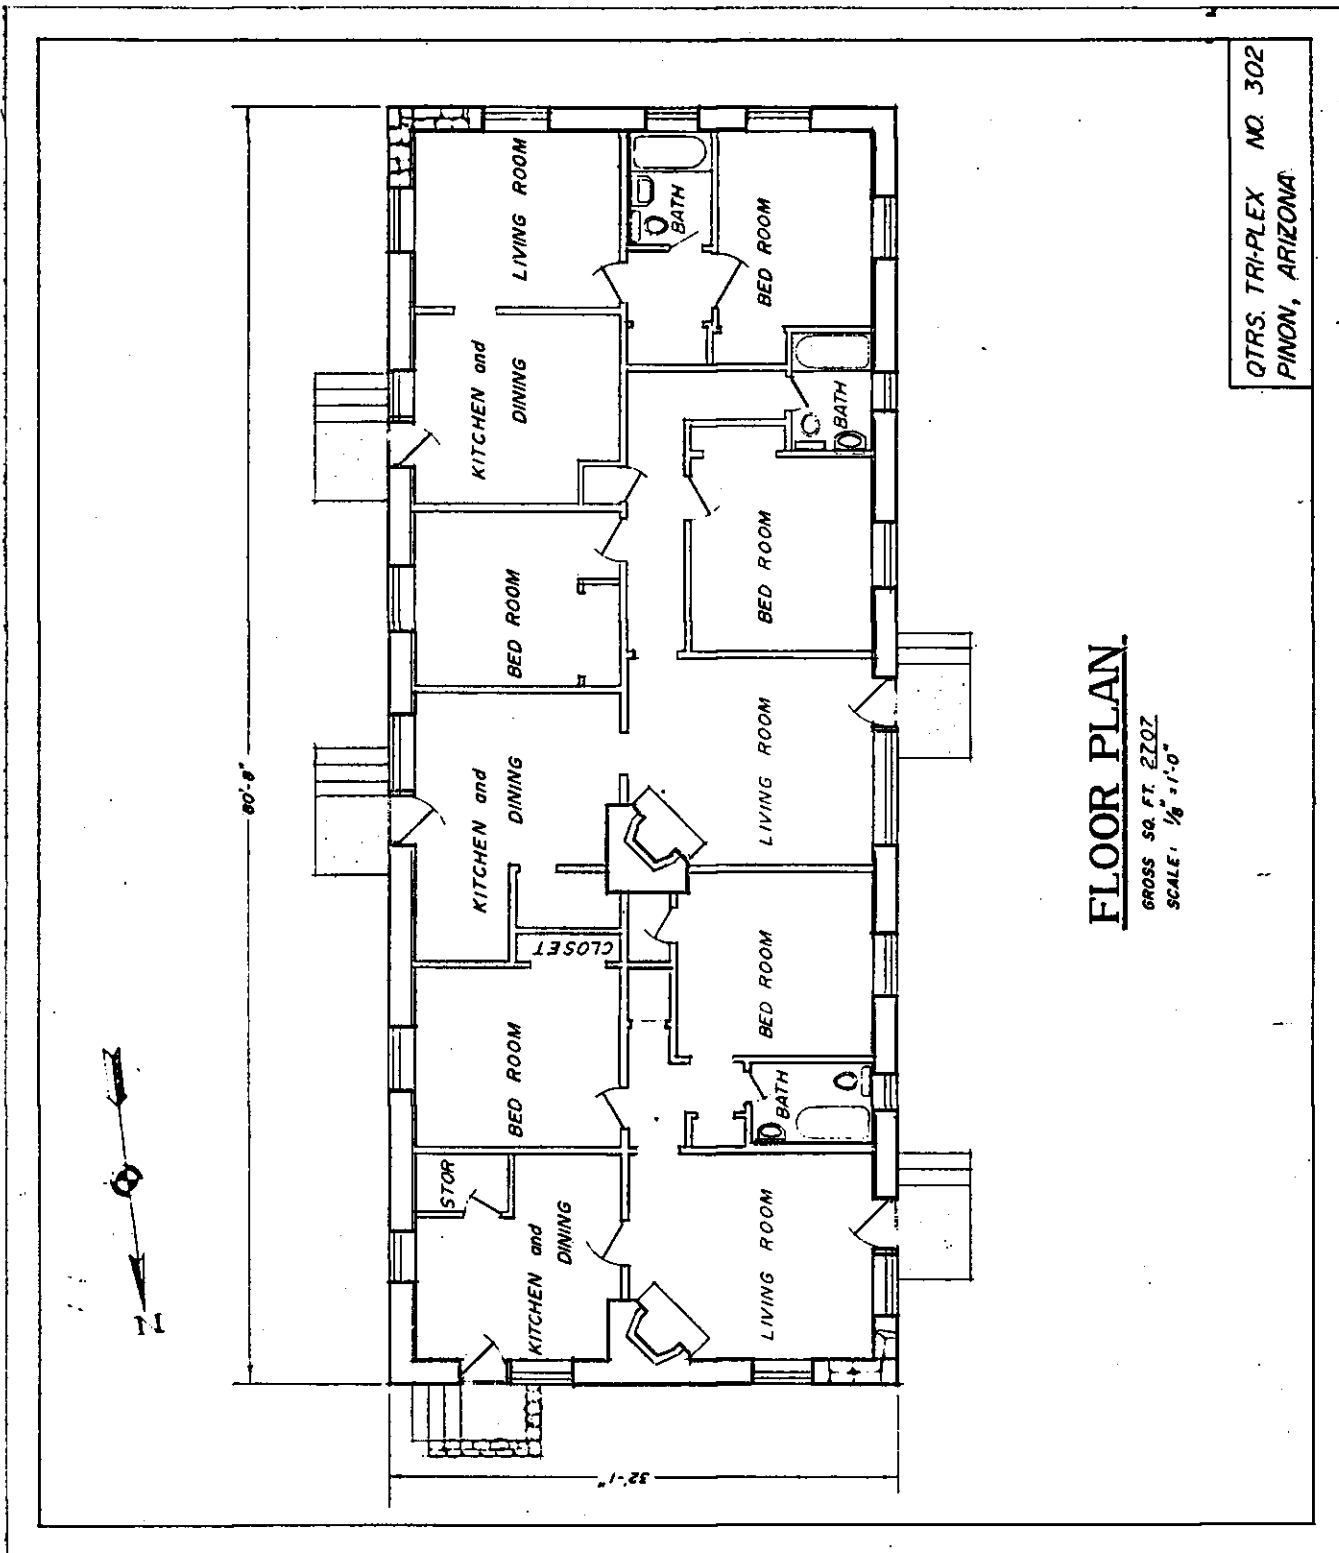 QTRS. TRI-PLEX NO. 302
PINON, ARIZONA
LIVING ROOM
BATH
BED ROOM
KITCHEN and
DINING
BATH
BED ROOM
BED ROOM
KITCHEN and
DINING
LIVING ROOM
CLOSET
BED ROOM
BED ROOM
BATH
STOR
KITCHEN and
DINING
LIVING ROOM
80'-8"
32'-1"
N
FLOOR PLAN
GROSS SQ. FT. 2707
SCALE: 1/8" = 1'-0"